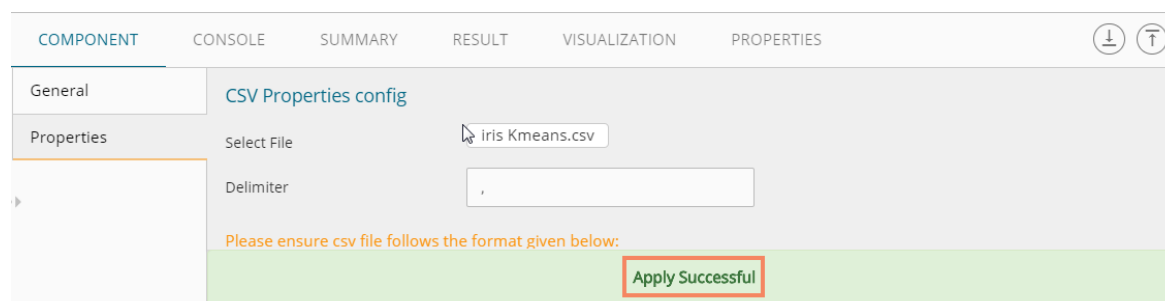 COMPONENT CONSOLE SUMMARY RESULT VISUALIZATION PROPERTIES
General
CSV Properties config
Properties
Select File iris Kmeans.csv
Delimiter ,
Please ensure csv file follows the format given below:
Apply Successful